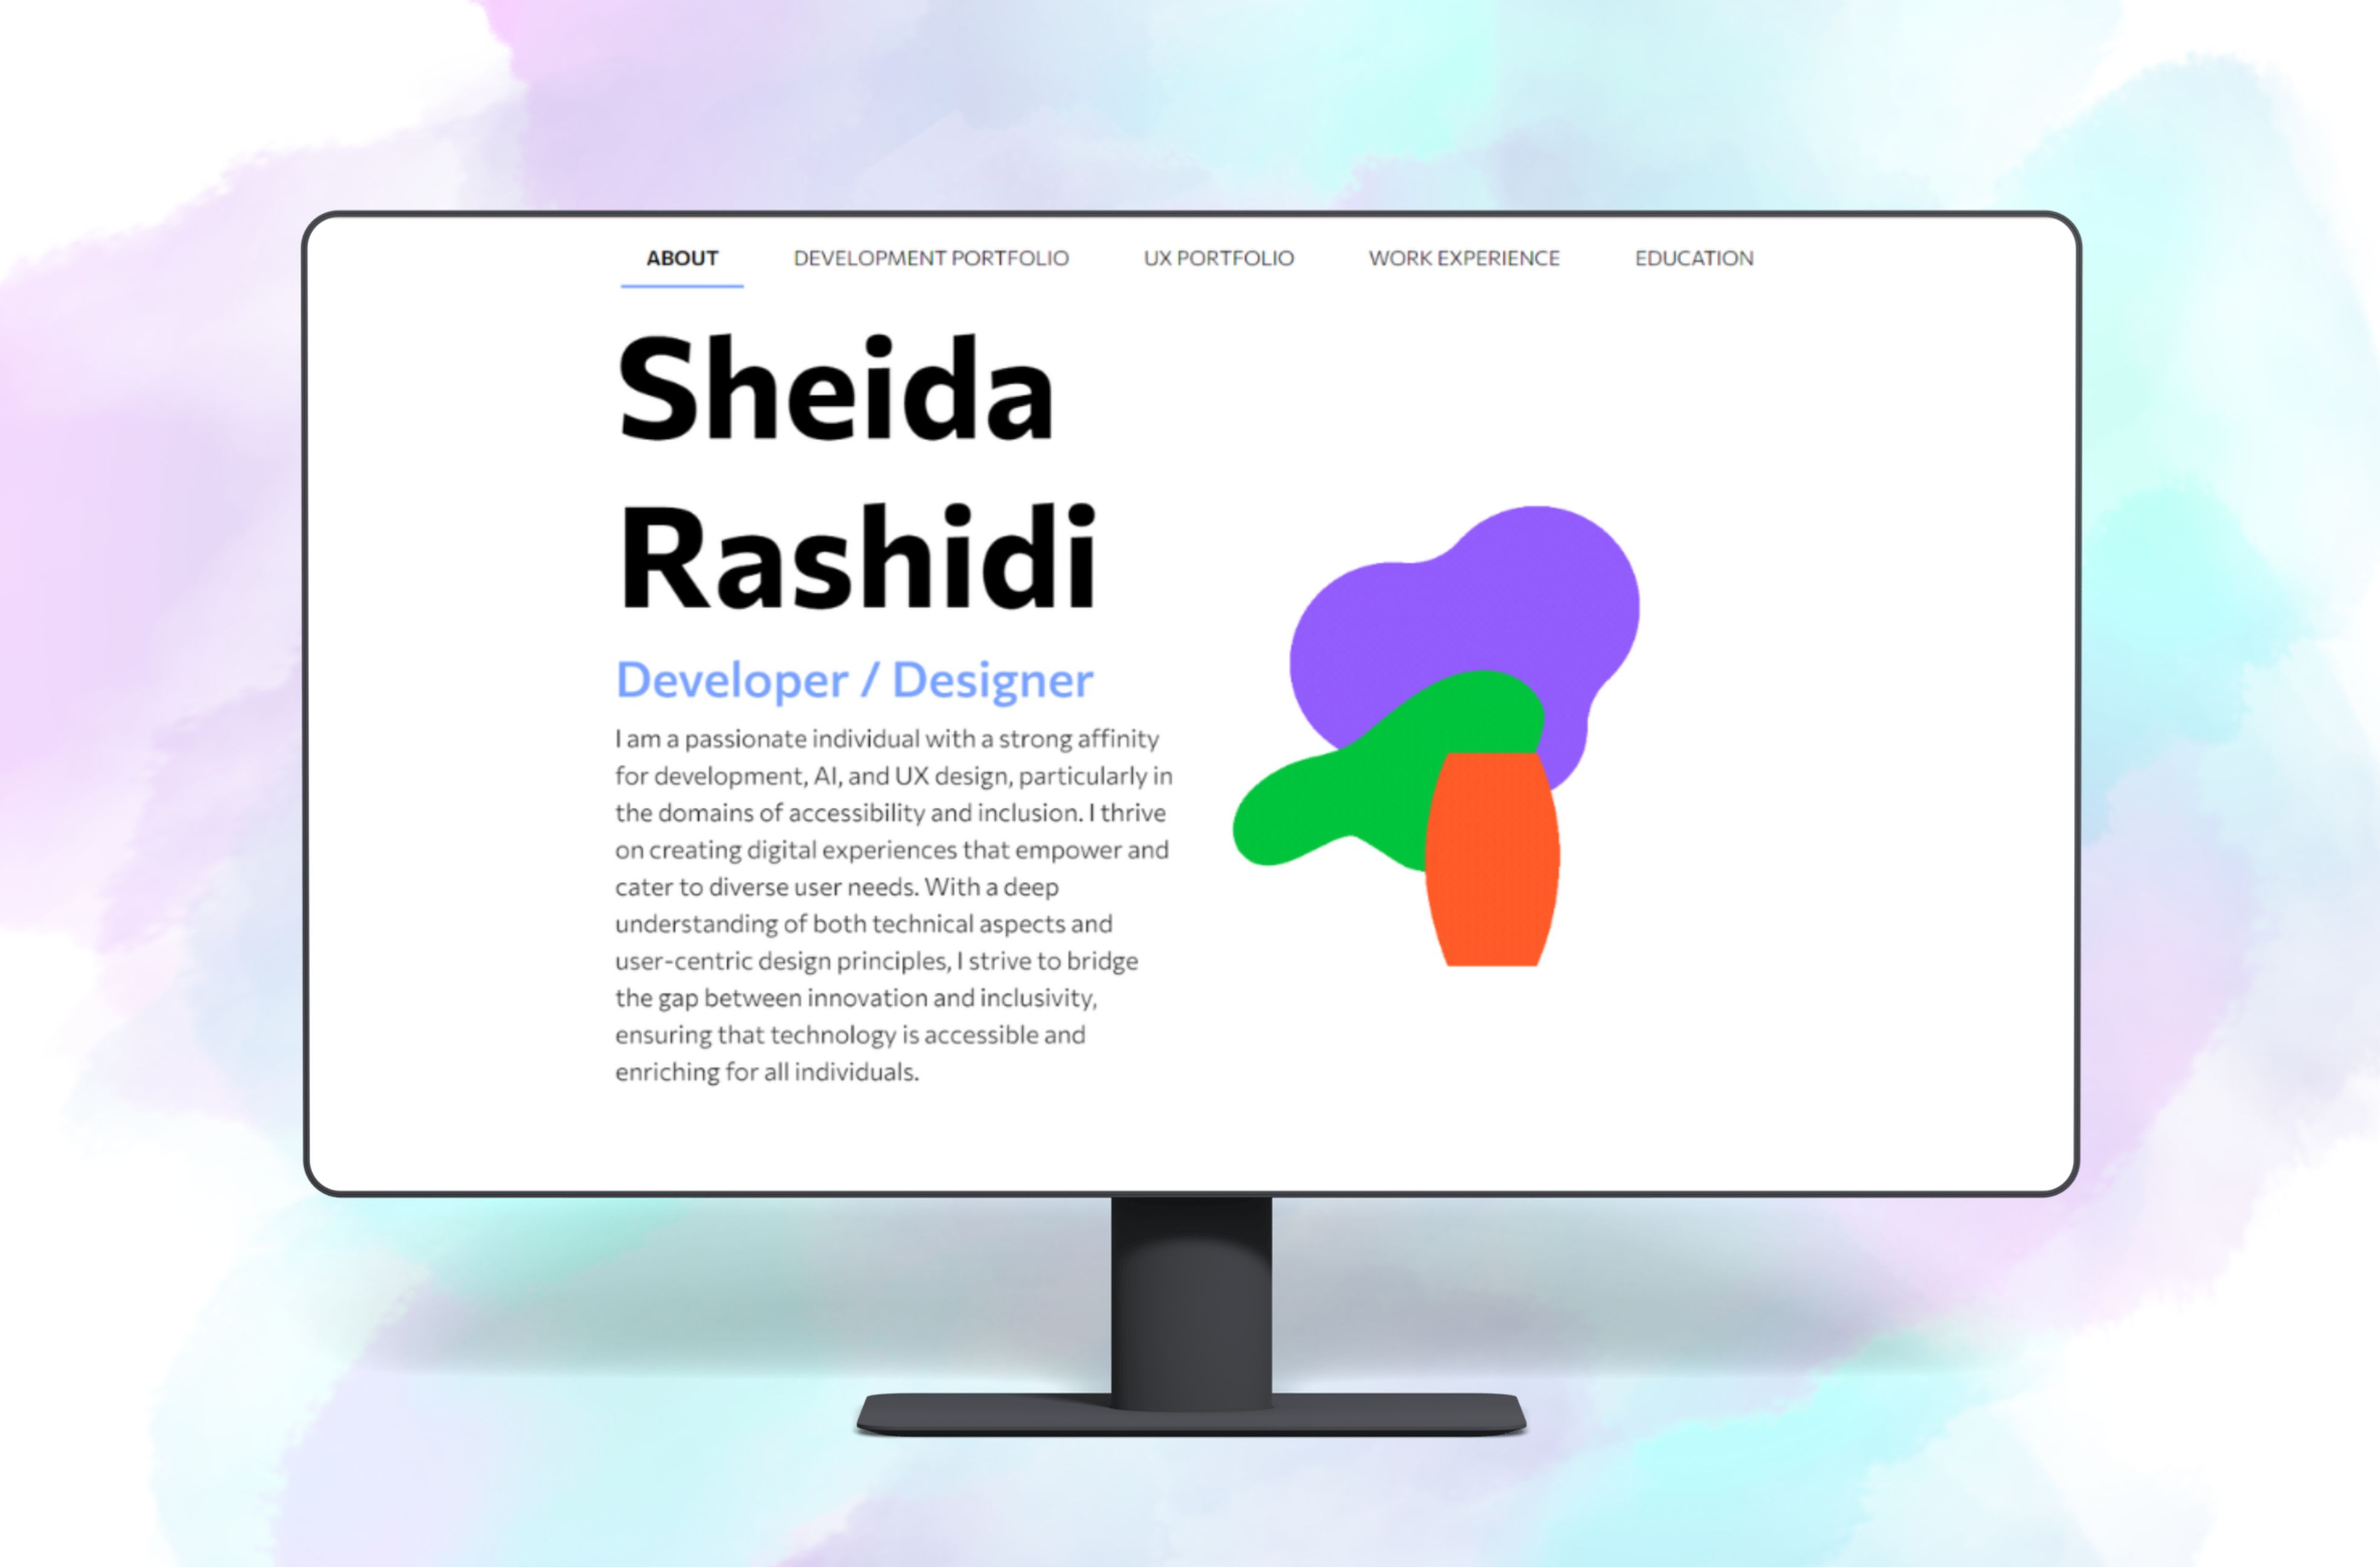 ABOUT DEVELOPMENT PORTFOLIO UX PORTFOLIO WORK EXPERIENCE EDUCATION
Sheida
Rashidi
Developer / Designer
I am a passionate individual with a strong affinity
for development, AI, and UX design, particularly in
the domains of accessibility and inclusion. I thrive
on creating digital experiences that empower and
cater to diverse user needs. With a deep
understanding of both technical aspects and
user-centric design principles, I strive to bridge
the gap between innovation and inclusivity,
ensuring that technology is accessible and
enriching for all individuals.